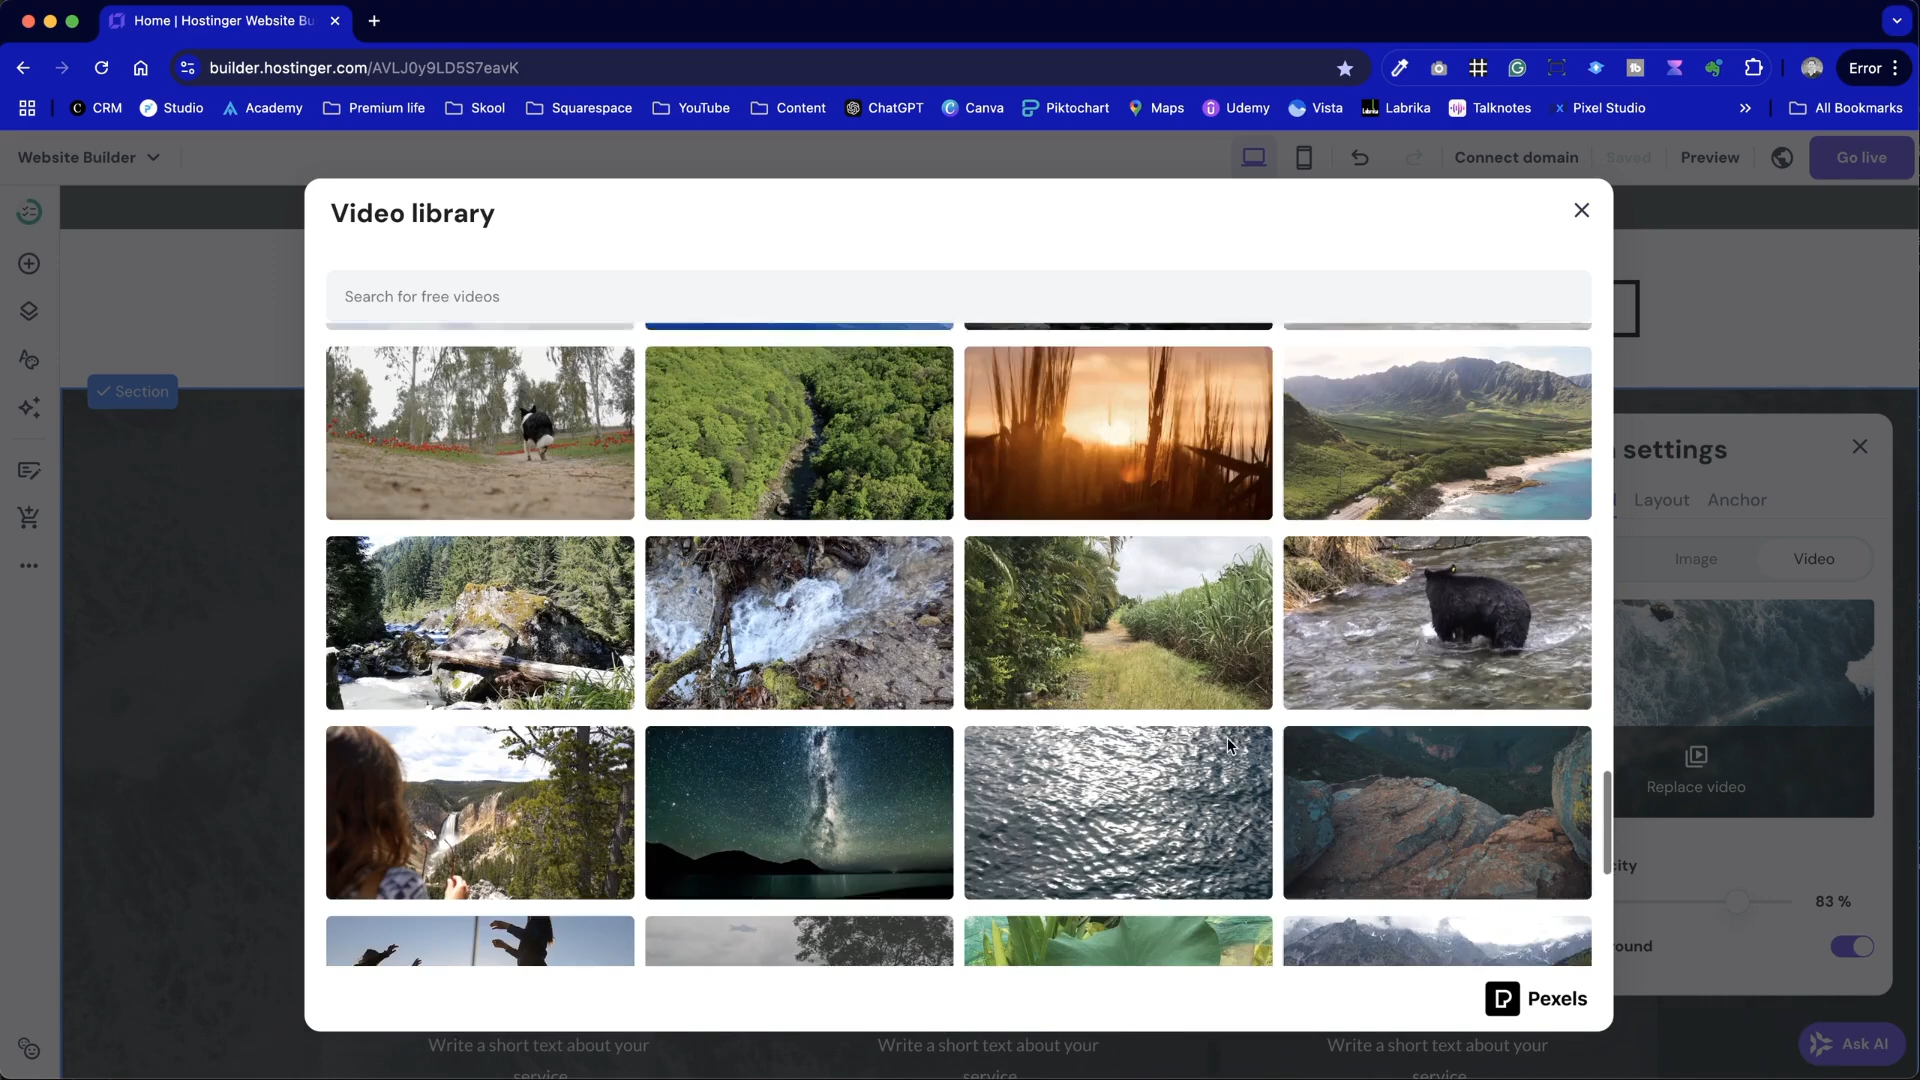 Home | Hostinger Website Bu
builder.hostinger.com/AVLJ0y9LD5S7eavK
Error
CRM
Studio
Academy
Premium life
Skool
Squarespace
YouTube
Content
ChatGPT
Canva
Piktochart
Maps
Udemy
Vista
Labrika
Talknotes
Pixel Studio
All Bookmarks
Website Builder
Connect domain
Saved
Preview
Go live
Video library
Search for free videos
Section
settings
Layout
Anchor
Image
Video
Replace video
83 %
Pexels
Write a short text about your
service
Write a short text about your
service
Write a short text about your
service
Ask AI